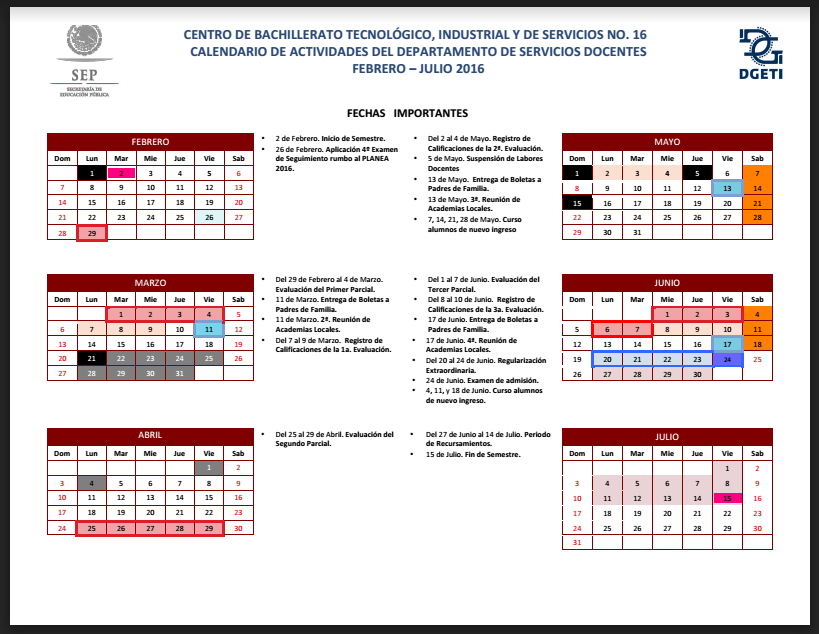 CENTRO DE BACHILLERATO TECNOLÓGICO, INDUSTRIAL Y DE SERVICIOS NO. 16
CALENDARIO DE ACTIVIDADES DEL DEPARTAMENTO DE SERVICIOS DOCENTES
FEBRERO – JULIO 2016
SEP
SECRETARÍA DE
EDUCACIÓN PÚBLICA
DGETI
FECHAS IMPORTANTES
FEBRERO
Dom Lun Mar Mie Jue Vie Sab
1 2 3 4 5 6
7 8 9 10 11 12 13
14 15 16 17 18 19 20
21 22 23 24 25 26 27
28 29
• 2 de Febrero. Inicio de Semestre.
• 26 de Febrero. Aplicación 4º Examen
de Seguimiento rumbo al PLANEA
2016.
• Del 2 al 4 de Mayo. Registro de
Calificaciones de la 2ª. Evaluación.
• 5 de Mayo. Suspensión de Labores
Docentes
• 13 de Mayo. Entrega de Boletas a
Padres de Familia.
• 13 de Mayo. 3ª. Reunión de
Academias Locales.
• 7, 14, 21, 28 de Mayo. Curso
alumnos de nuevo ingreso
MAYO
Dom Lun Mar Mie Jue Vie Sab
1 2 3 4 5 6 7
8 9 10 11 12 13 14
15 16 17 18 19 20 21
22 23 24 25 26 27 28
29 30 31
MARZO
Dom Lun Mar Mie Jue Vie Sab
1 2 3 4 5
6 7 8 9 10 11 12
13 14 15 16 17 18 19
20 21 22 23 24 25 26
27 28 29 30 31
• Del 29 de Febrero al 4 de Marzo.
Evaluación del Primer Parcial.
• 11 de Marzo. Entrega de Boletas a
Padres de Familia.
• 11 de Marzo. 2ª. Reunión de
Academias Locales.
• Del 7 al 9 de Marzo. Registro de
Calificaciones de la 1a. Evaluación.
• Del 1 al 7 de Junio. Evaluación del
Tercer Parcial.
• Del 8 al 10 de Junio. Registro de
Calificaciones de la 3a. Evaluación.
• 17 de Junio. Entrega de Boletas a
Padres de Familia.
• 17 de Junio. 4ª. Reunión de
Academias Locales.
• Del 20 al 24 de Junio. Regularización
Extraordinaria.
• 24 de Junio. Examen de admisión.
• 4, 11, y 18 de Junio. Curso alumnos
de nuevo ingreso.
JUNIO
Dom Lun Mar Mie Jue Vie Sab
1 2 3 4
5 6 7 8 9 10 11
12 13 14 15 16 17 18
19 20 21 22 23 24 25
26 27 28 29 30
ABRIL
Dom Lun Mar Mie Jue Vie Sab
1 2
3 4 5 6 7 8 9
10 11 12 13 14 15 16
17 18 19 20 21 22 23
24 25 26 27 28 29 30
• Del 25 al 29 de Abril. Evaluación del
Segundo Parcial.
• Del 27 de Junio al 14 de Julio. Periodo
de Recursamientos.
• 15 de Julio. Fin de Semestre.
JULIO
Dom Lun Mar Mie Jue Vie Sab
1 2
3 4 5 6 7 8 9
10 11 12 13 14 15 16
17 18 19 20 21 22 23
24 25 26 27 28 29 30
31